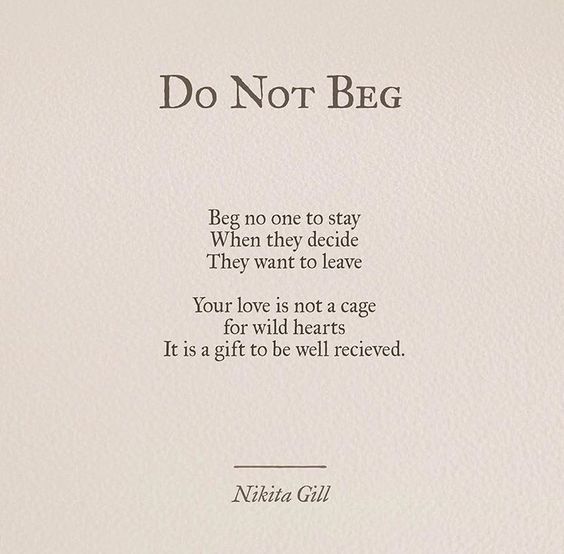 Do Not Beg
Beg no one to stay
When they decide
They want to leave
Your love is not a cage
for wild hearts
It is a gift to be well recieved.
Nikita Gill